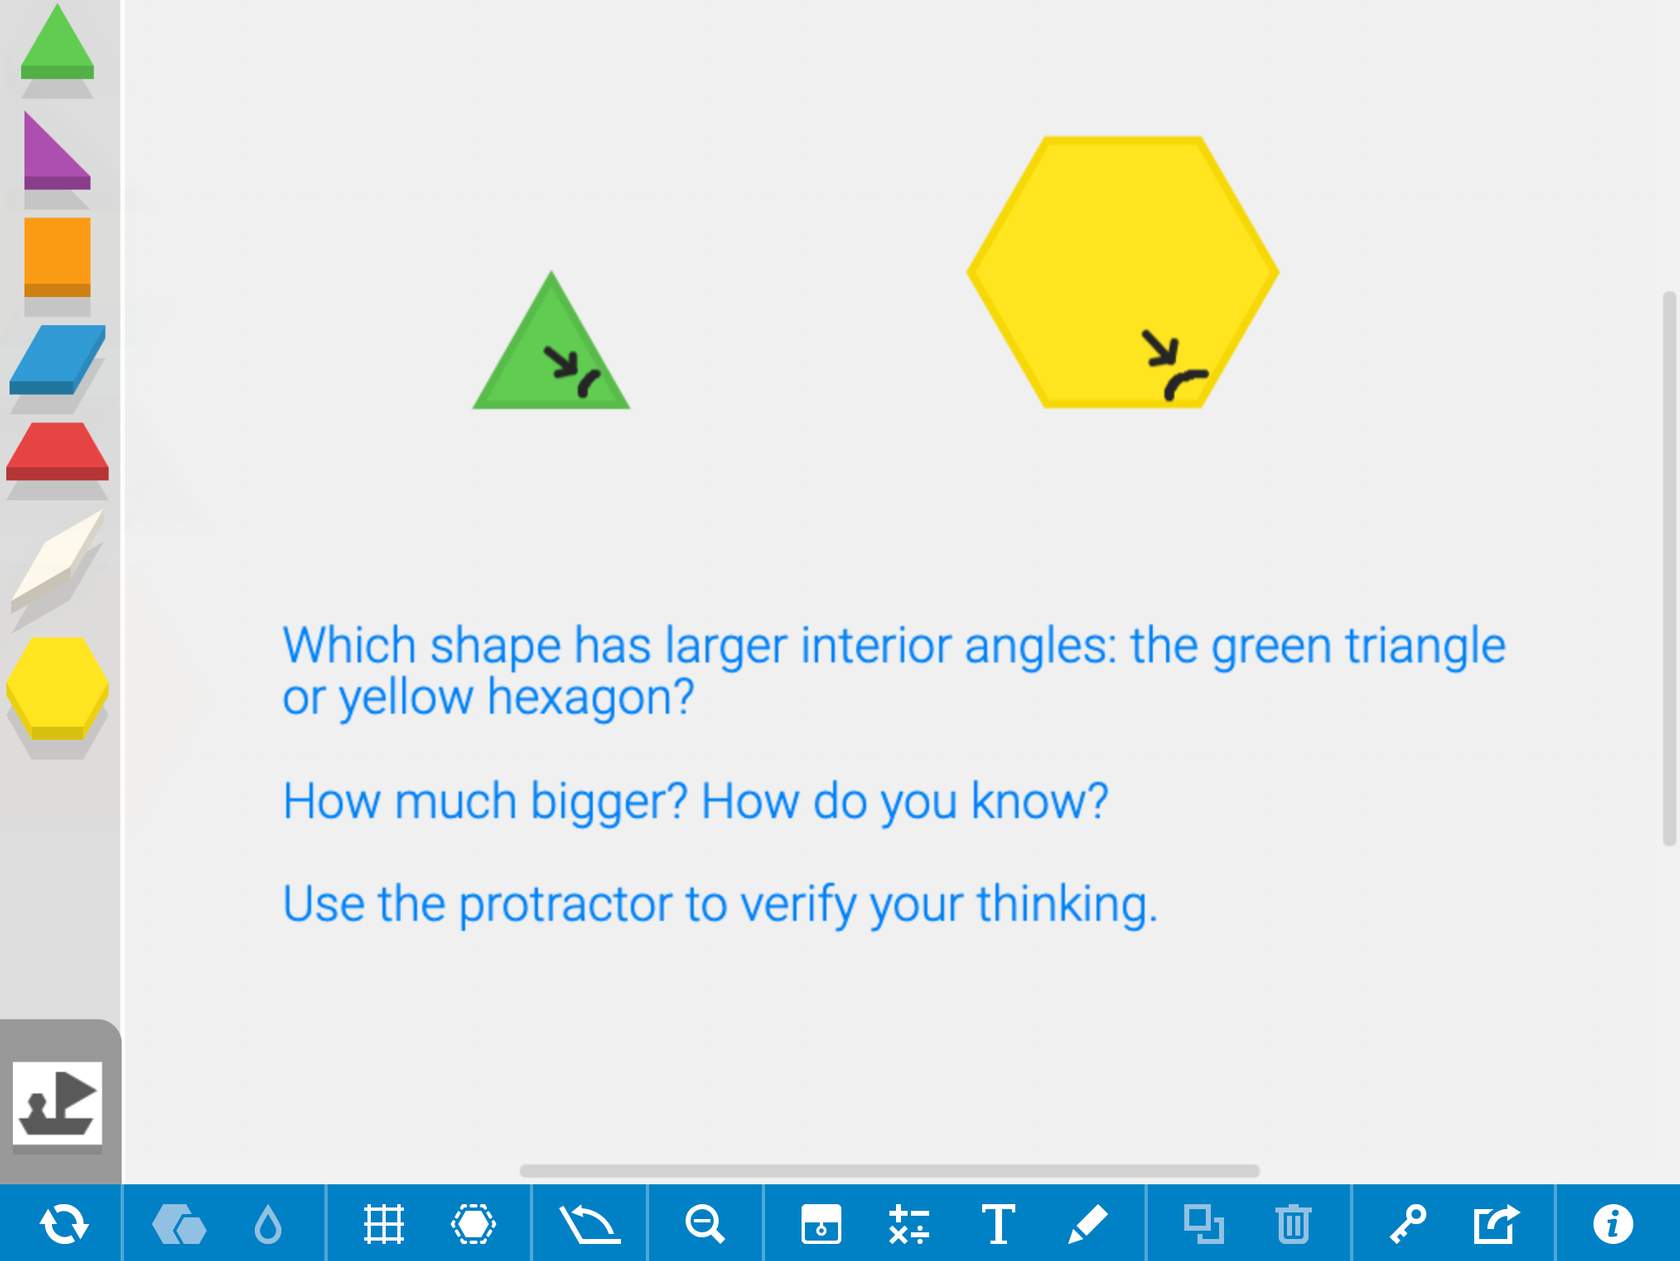 Which shape has larger interior angles: the green triangle
or yellow hexagon?
How much bigger? How do you know?
Use the protractor to verify your thinking.